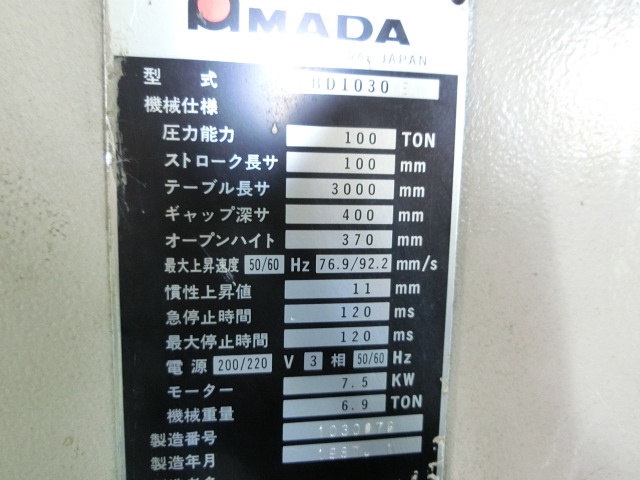 AMADA
JAPAN
型式 BD1030
機械仕様
圧力能力 100 TON
ストローク長サ 100 mm
テーブル長サ 3000 mm
ギャップ深サ 400 mm
オープンハイト 370 mm
最大上昇速度 50/60 Hz 76.9/92.2 mm/s
慣性上昇値 11 mm
急停止時間 120 ms
最大停止時間 120 ms
電源 200/220 V 3 相 50/60 Hz
モーター 7.5 KW
機械重量 6.9 TON
製造番号
製造年月